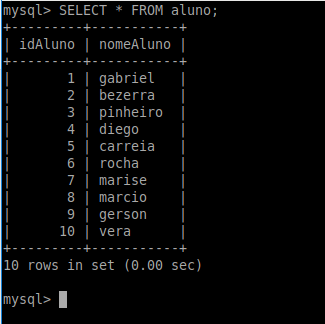 mysql> SELECT * FROM aluno;
+---------+-----------+
| idAluno | nomeAluno |
+---------+-----------+
|       1 | gabriel   |
|       2 | bezerra   |
|       3 | pinheiro  |
|       4 | diego     |
|       5 | carreia   |
|       6 | rocha     |
|       7 | marise    |
|       8 | marcio    |
|       9 | gerson    |
|      10 | vera      |
+---------+-----------+
10 rows in set (0.00 sec)
mysql>